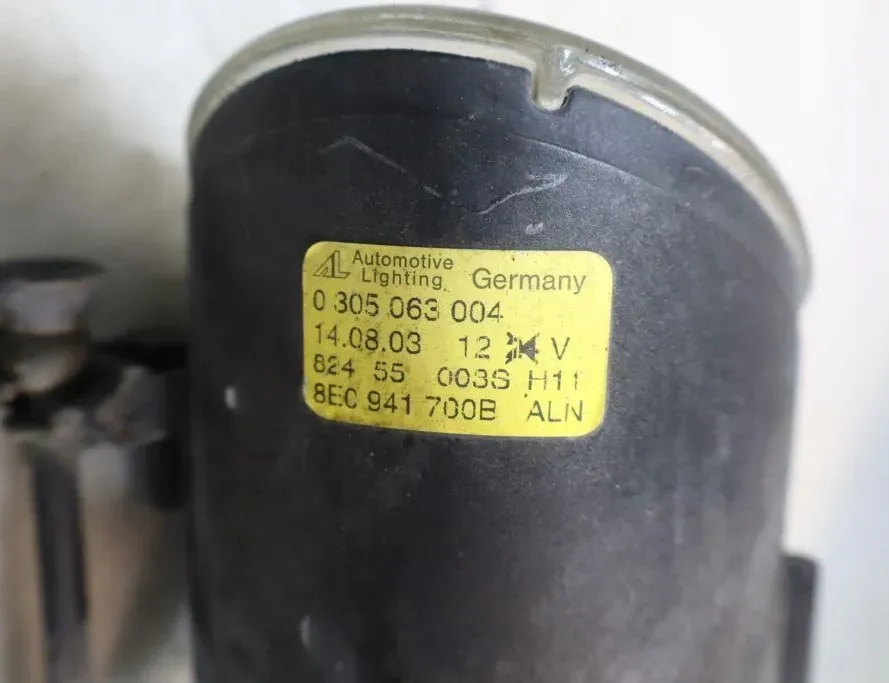 AL Automotive Lighting Germany
0 305 063 004
14.08.03 12 V
824 55 003S H11
8E0 941 700B ALN